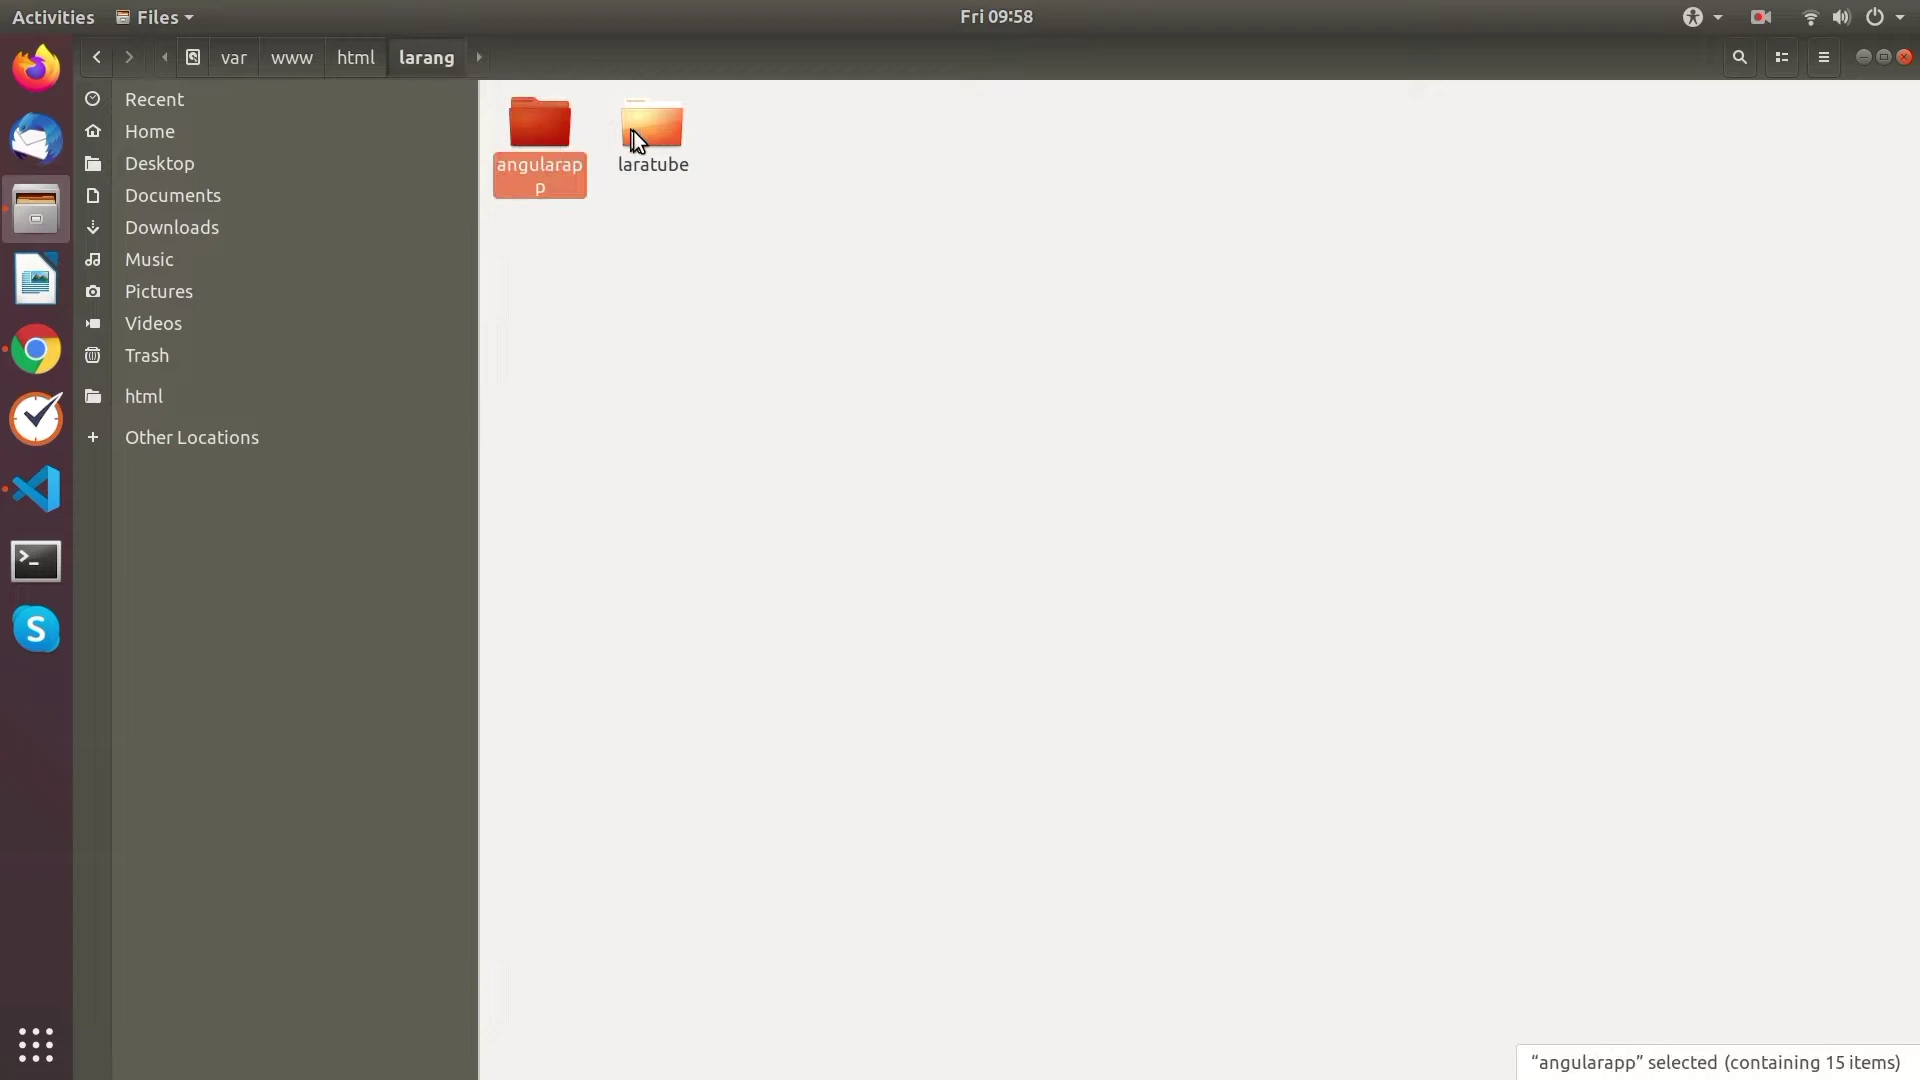 Activities
Files
Fri 09:58
var
www
html
larang
Recent
Home
Desktop
Documents
Downloads
Music
Pictures
Videos
Trash
html
Other Locations
angularap
p
laratube
“angularapp” selected (containing 15 items)